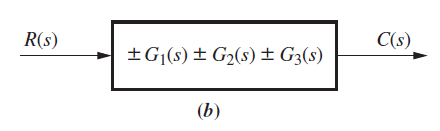 R(s)
± G₁(s) ± G₂(s) ± G₃(s)
C(s)
(b)